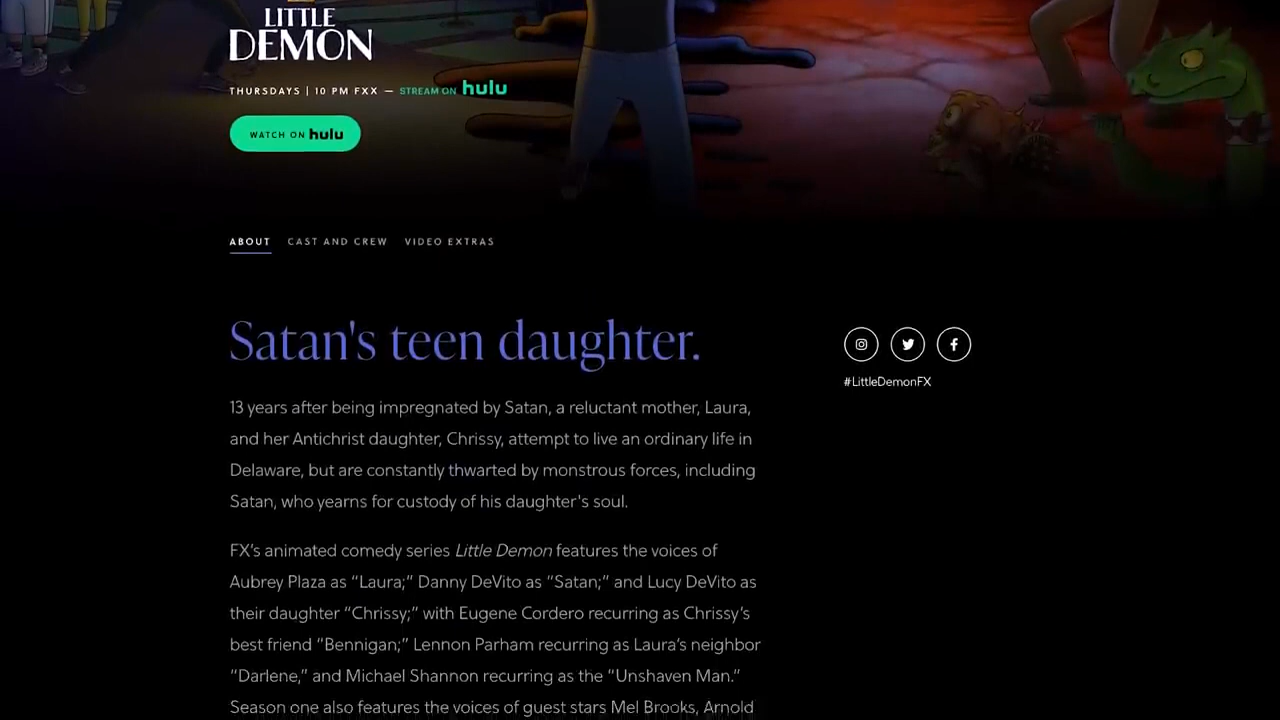 LITTLE
DEMON
THURSDAYS | 10 PM FXX — STREAM ON hulu
WATCH ON hulu
ABOUT CAST AND CREW VIDEO EXTRAS
Satan's teen daughter.
#LittleDemonFX
13 years after being impregnated by Satan, a reluctant mother, Laura,
and her Antichrist daughter, Chrissy, attempt to live an ordinary life in
Delaware, but are constantly thwarted by monstrous forces, including
Satan, who yearns for custody of his daughter's soul.
FX’s animated comedy series Little Demon features the voices of
Aubrey Plaza as “Laura;” Danny DeVito as “Satan;” and Lucy DeVito as
their daughter “Chrissy;” with Eugene Cordero recurring as Chrissy’s
best friend “Bennigan;” Lennon Parham recurring as Laura’s neighbor
“Darlene,” and Michael Shannon recurring as the “Unshaven Man.”
Season one also features the voices of guest stars Mel Brooks, Arnold